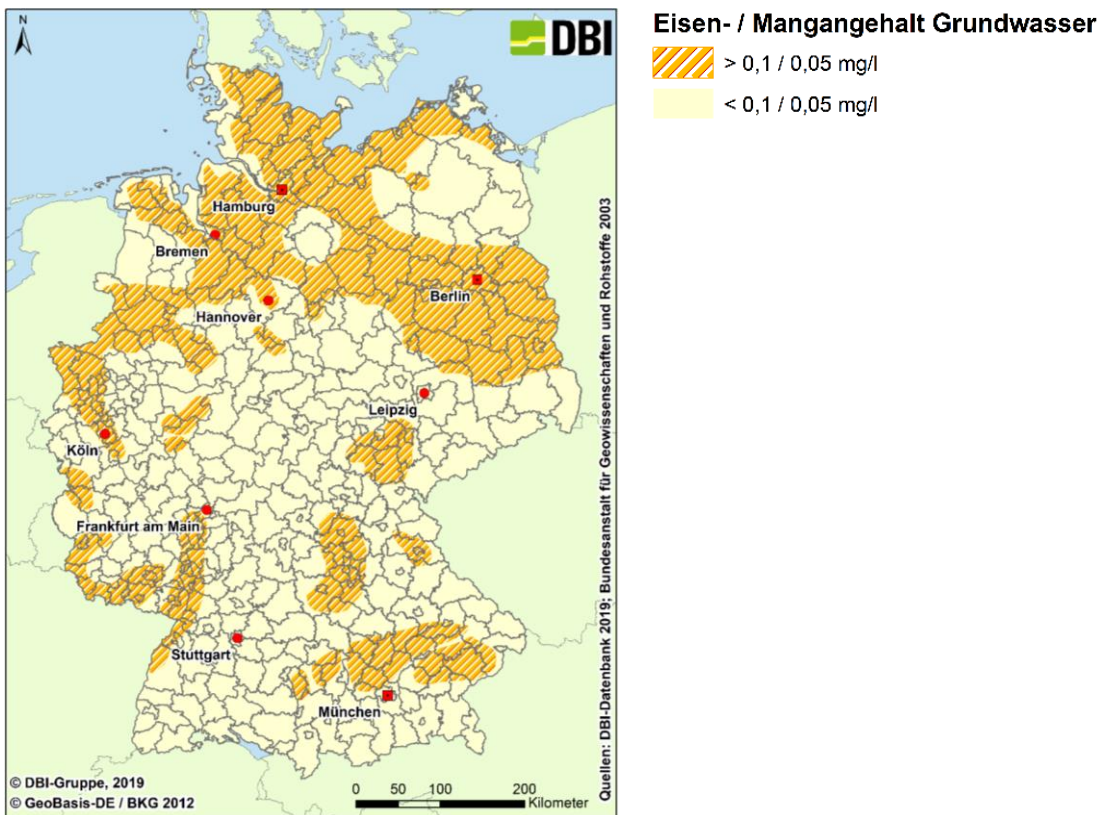 N
DBI
Hamburg
Bremen
Berlin
Hannover
Leipzig
Köln
Frankfurt am Main
Stuttgart
München
© DBI-Gruppe, 2019
© GeoBasis-DE / BKG 2012
0 50 100 200
Kilometer
Quellen: DBI-Datenbank 2019; Bundesanstalt für Geowissenschaften und Rohstoffe 2003
Eisen- / Mangangehalt Grundwasser
> 0,1 / 0,05 mg/l
< 0,1 / 0,05 mg/l